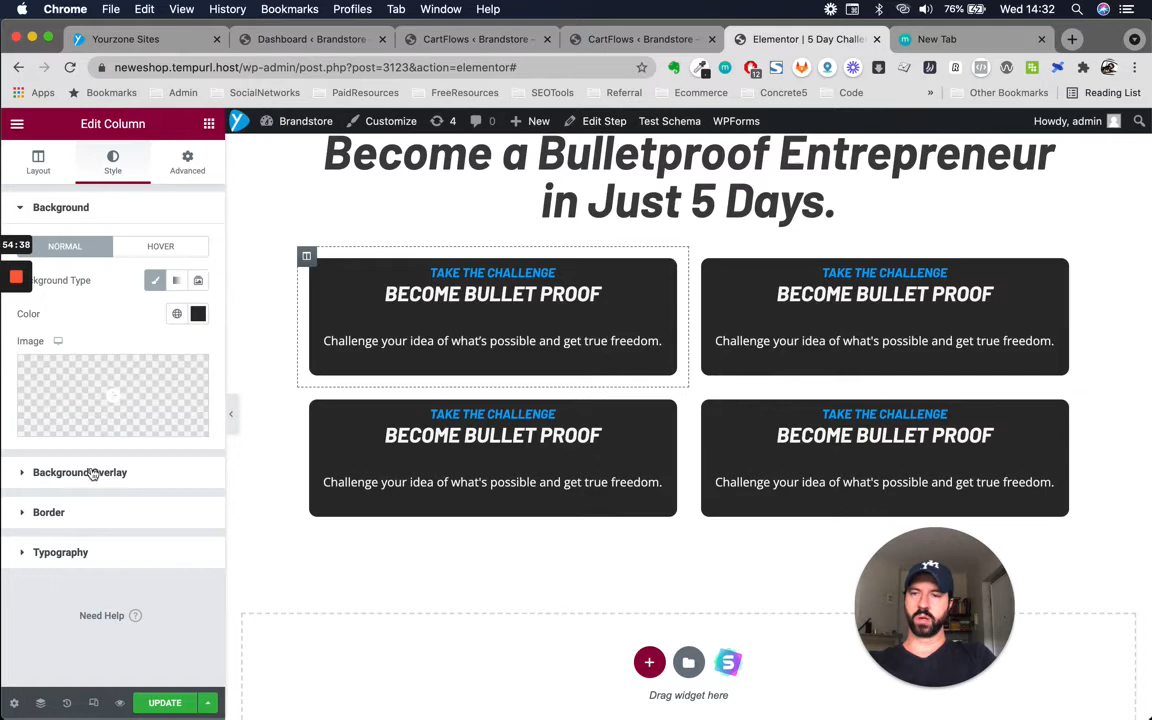 Chrome File Edit View History Bookmarks Profiles Tab Window Help 76% Wed 14:32
Yourzone Sites Dashboard ‹ Brandstore – CartFlows ‹ Brandstore – CartFlows ‹ Brandstore – Elementor | 5 Day Challe New Tab
neweshop.tempurl.host/wp-admin/post.php?post=3123&action=elementor#
12
Apps Bookmarks Admin SocialNetworks PaidResources FreeResources SEOTools Referral Ecommerce Concrete5 Code » Other Bookmarks Reading List
Edit Column
Brandstore Customize 4 0 New Edit Step Test Schema WPForms Howdy, admin
Layout Style Advanced
Background
54:38
NORMAL HOVER
kground Type
Color
Image
Background Overlay
Border
Typography
Need Help ?
UPDATE
Become a Bulletproof Entrepreneur
in Just 5 Days.
TAKE THE CHALLENGE
BECOME BULLET PROOF
Challenge your idea of what's possible and get true freedom.
TAKE THE CHALLENGE
BECOME BULLET PROOF
Challenge your idea of what's possible and get true freedom.
TAKE THE CHALLENGE
BECOME BULLET PROOF
Challenge your idea of what's possible and get true freedom.
TAKE THE CHALLENGE
BECOME BULLET PROOF
Challenge your idea of what's possible and get true freedom.
Drag widget here